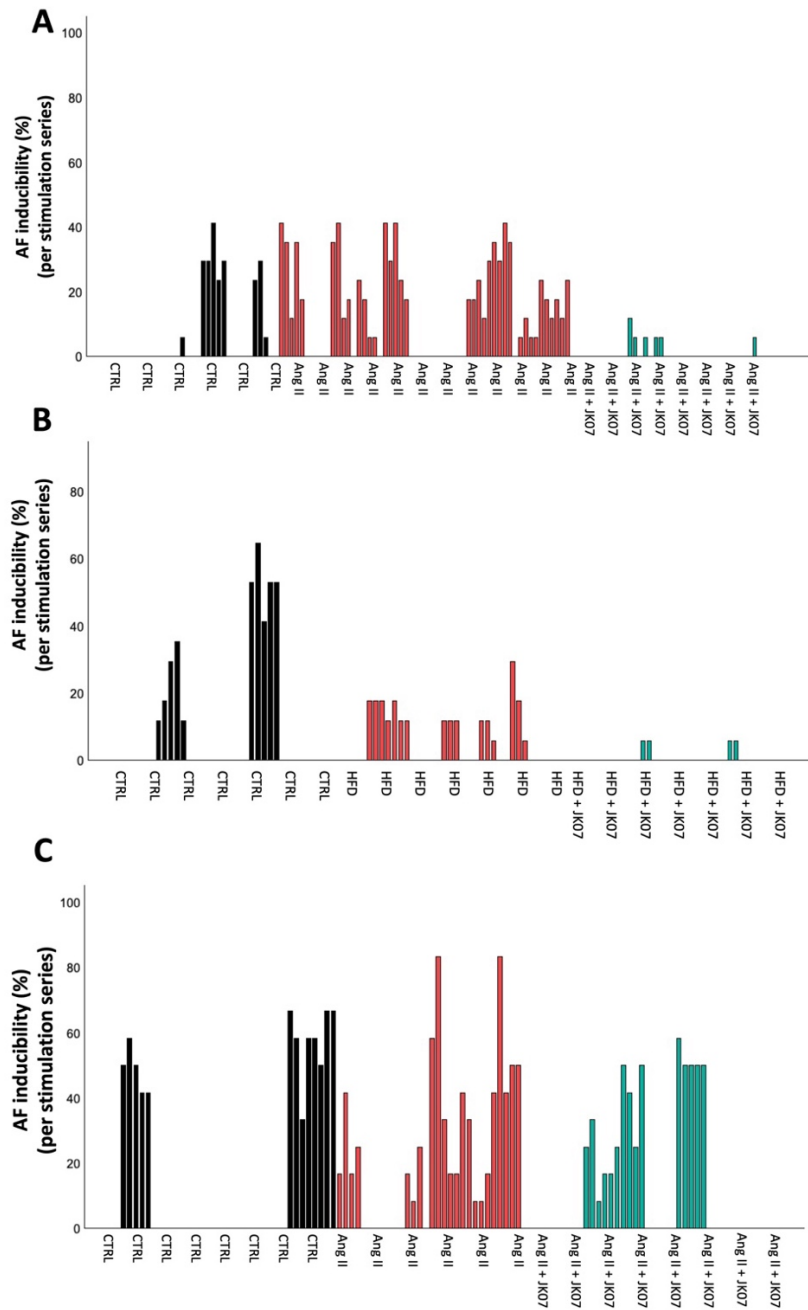 A
AF inducibility (%)
(per stimulation series)
100
80
60
40
20
0
CTRL
CTRL
CTRL
CTRL
CTRL
CTRL
Ang II
Ang II
Ang II
Ang II
Ang II
Ang II
Ang II
Ang II
Ang II
Ang II
Ang II
Ang II
Ang II + JK07
Ang II + JK07
Ang II + JK07
Ang II + JK07
Ang II + JK07
Ang II + JK07
Ang II + JK07
Ang II + JK07
B
AF inducibility (%)
(per stimulation series)
80
60
40
20
0
CTRL
CTRL
CTRL
CTRL
CTRL
CTRL
CTRL
HFD
HFD
HFD
HFD
HFD
HFD
HFD
HFD + JK07
HFD + JK07
HFD + JK07
HFD + JK07
HFD + JK07
HFD + JK07
HFD + JK07
C
AF inducibility (%)
(per stimulation series)
100
80
60
40
20
0
CTRL
CTRL
CTRL
CTRL
CTRL
CTRL
CTRL
CTRL
Ang II
Ang II
Ang II
Ang II
Ang II
Ang II
Ang II + JK07
Ang II + JK07
Ang II + JK07
Ang II + JK07
Ang II + JK07
Ang II + JK07
Ang II + JK07
Ang II + JK07